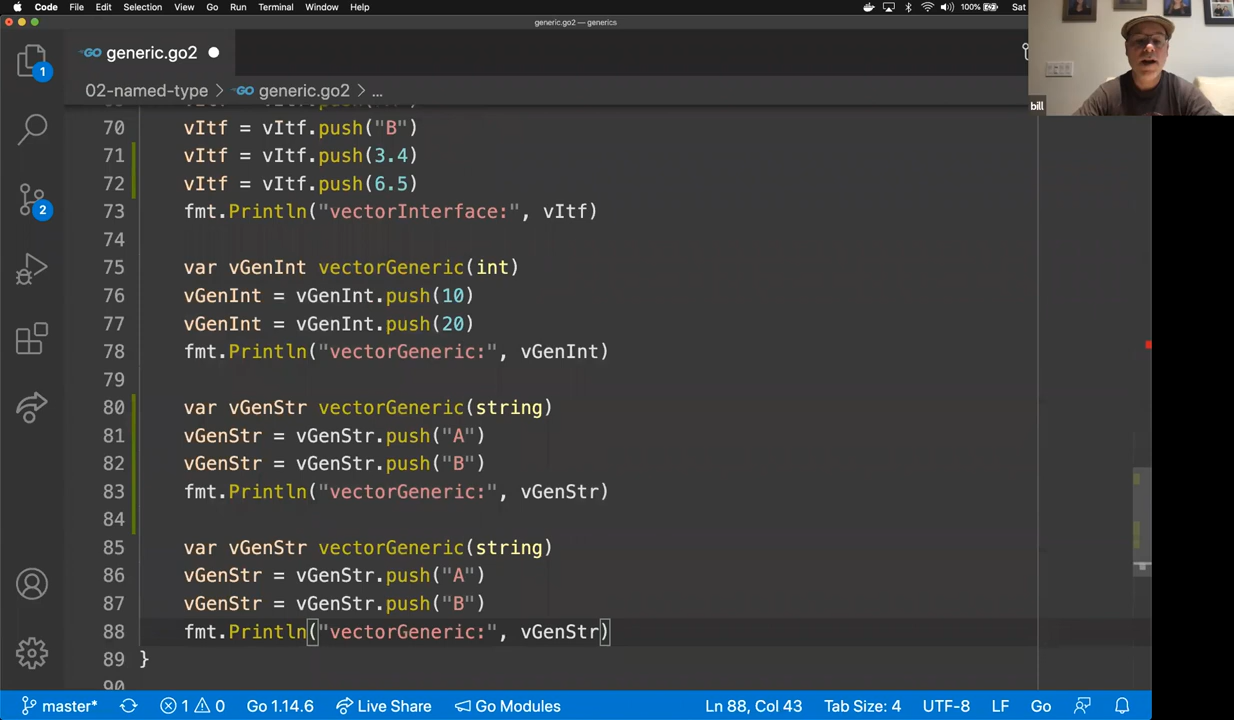 Code File Edit Selection View Go Run Terminal Window Help 100% Sat
generic.go2 — generics
GO generic.go2
1
02-named-type > GO generic.go2 > ...
bill
70 vItf = vItf.push("B")
71 vItf = vItf.push(3.4)
72 vItf = vItf.push(6.5)
73 fmt.Println("vectorInterface:", vItf)
74
75 var vGenInt vectorGeneric(int)
76 vGenInt = vGenInt.push(10)
77 vGenInt = vGenInt.push(20)
78 fmt.Println("vectorGeneric:", vGenInt)
79
80 var vGenStr vectorGeneric(string)
81 vGenStr = vGenStr.push("A")
82 vGenStr = vGenStr.push("B")
83 fmt.Println("vectorGeneric:", vGenStr)
84
85 var vGenStr vectorGeneric(string)
86 vGenStr = vGenStr.push("A")
87 vGenStr = vGenStr.push("B")
88 fmt.Println("vectorGeneric:", vGenStr)
89 }
2
master* 1 0 Go 1.14.6 Live Share Go Modules Ln 88, Col 43 Tab Size: 4 UTF-8 LF Go